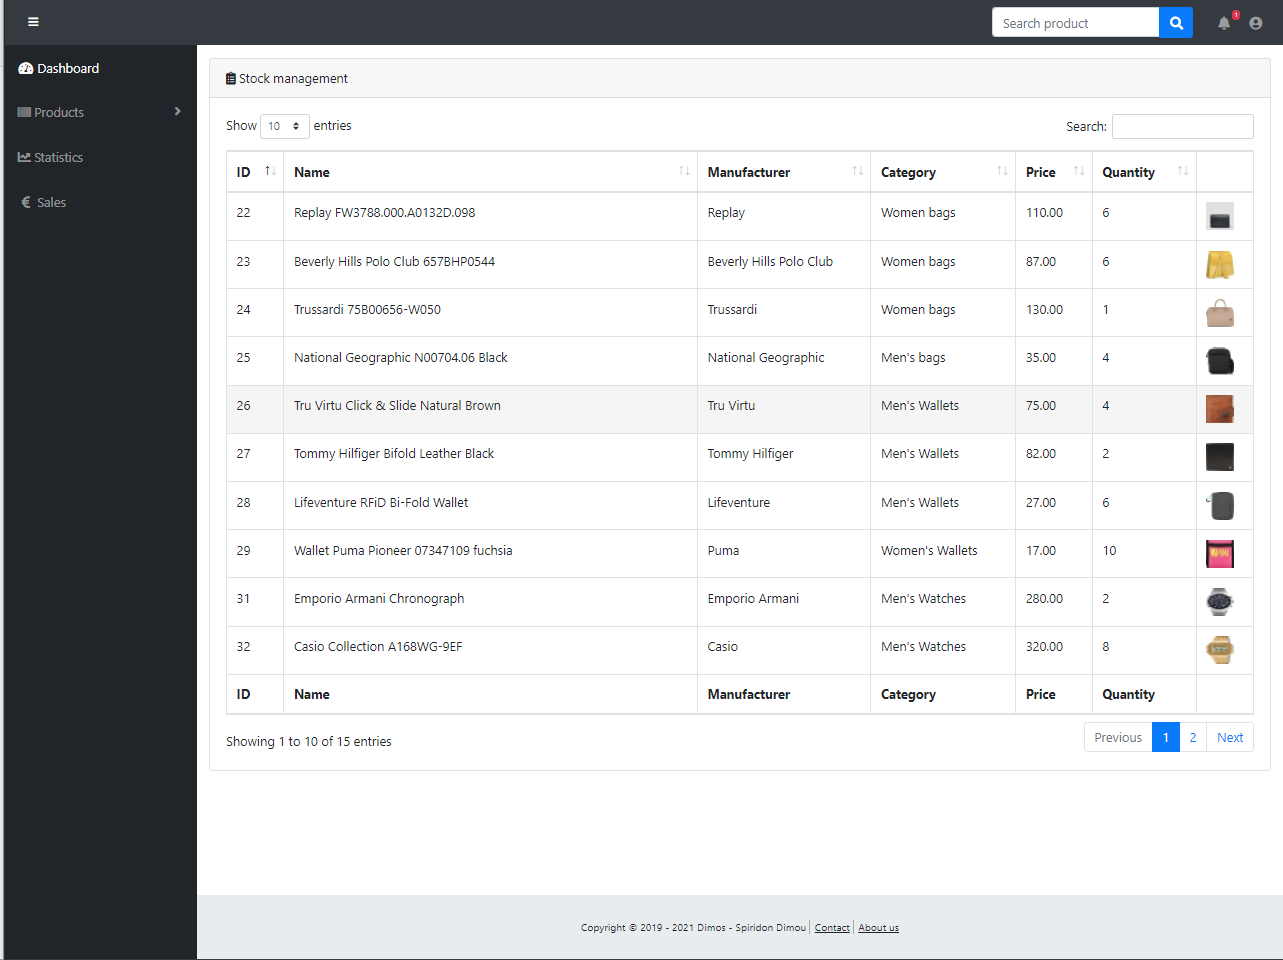 Search product
1
Dashboard
Products
Statistics
€ Sales
Stock management
Show 10 entries
Search:
ID Name Manufacturer Category Price Quantity
22 Replay FW3788.000.A0132D.098 Replay Women bags 110.00 6
23 Beverly Hills Polo Club 657BHP0544 Beverly Hills Polo Club Women bags 87.00 6
24 Trussardi 75B00656-W050 Trussardi Women bags 130.00 1
25 National Geographic N00704.06 Black National Geographic Men's bags 35.00 4
26 Tru Virtu Click & Slide Natural Brown Tru Virtu Men's Wallets 75.00 4
27 Tommy Hilfiger Bifold Leather Black Tommy Hilfiger Men's Wallets 82.00 2
28 Lifeventure RFiD Bi-Fold Wallet Lifeventure Men's Wallets 27.00 6
29 Wallet Puma Pioneer 07347109 fuchsia Puma Women's Wallets 17.00 10
31 Emporio Armani Chronograph Emporio Armani Men's Watches 280.00 2
32 Casio Collection A168WG-9EF Casio Men's Watches 320.00 8
ID Name Manufacturer Category Price Quantity
Showing 1 to 10 of 15 entries
Previous 1 2 Next
Copyright © 2019 - 2021 Dimos - Spiridon Dimou | Contact | About us